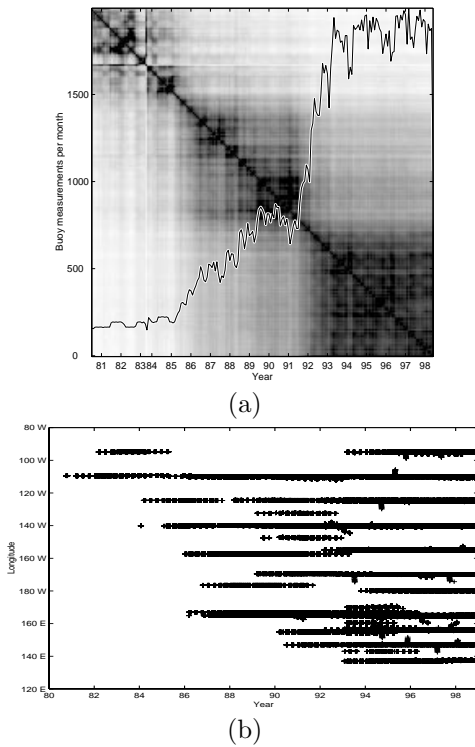 1500
1000
500
0
Buoy measurements per month
81 82 83 84 85 86 87 88 89 90 91 92 93 94 95 96 97 98
Year
(a)
80 W
100 W
120 W
140 W
160 W
180 W
160 E
140 E
120 E
Longitude
80 82 84 86 88 90 92 94 96 98
Year
(b)